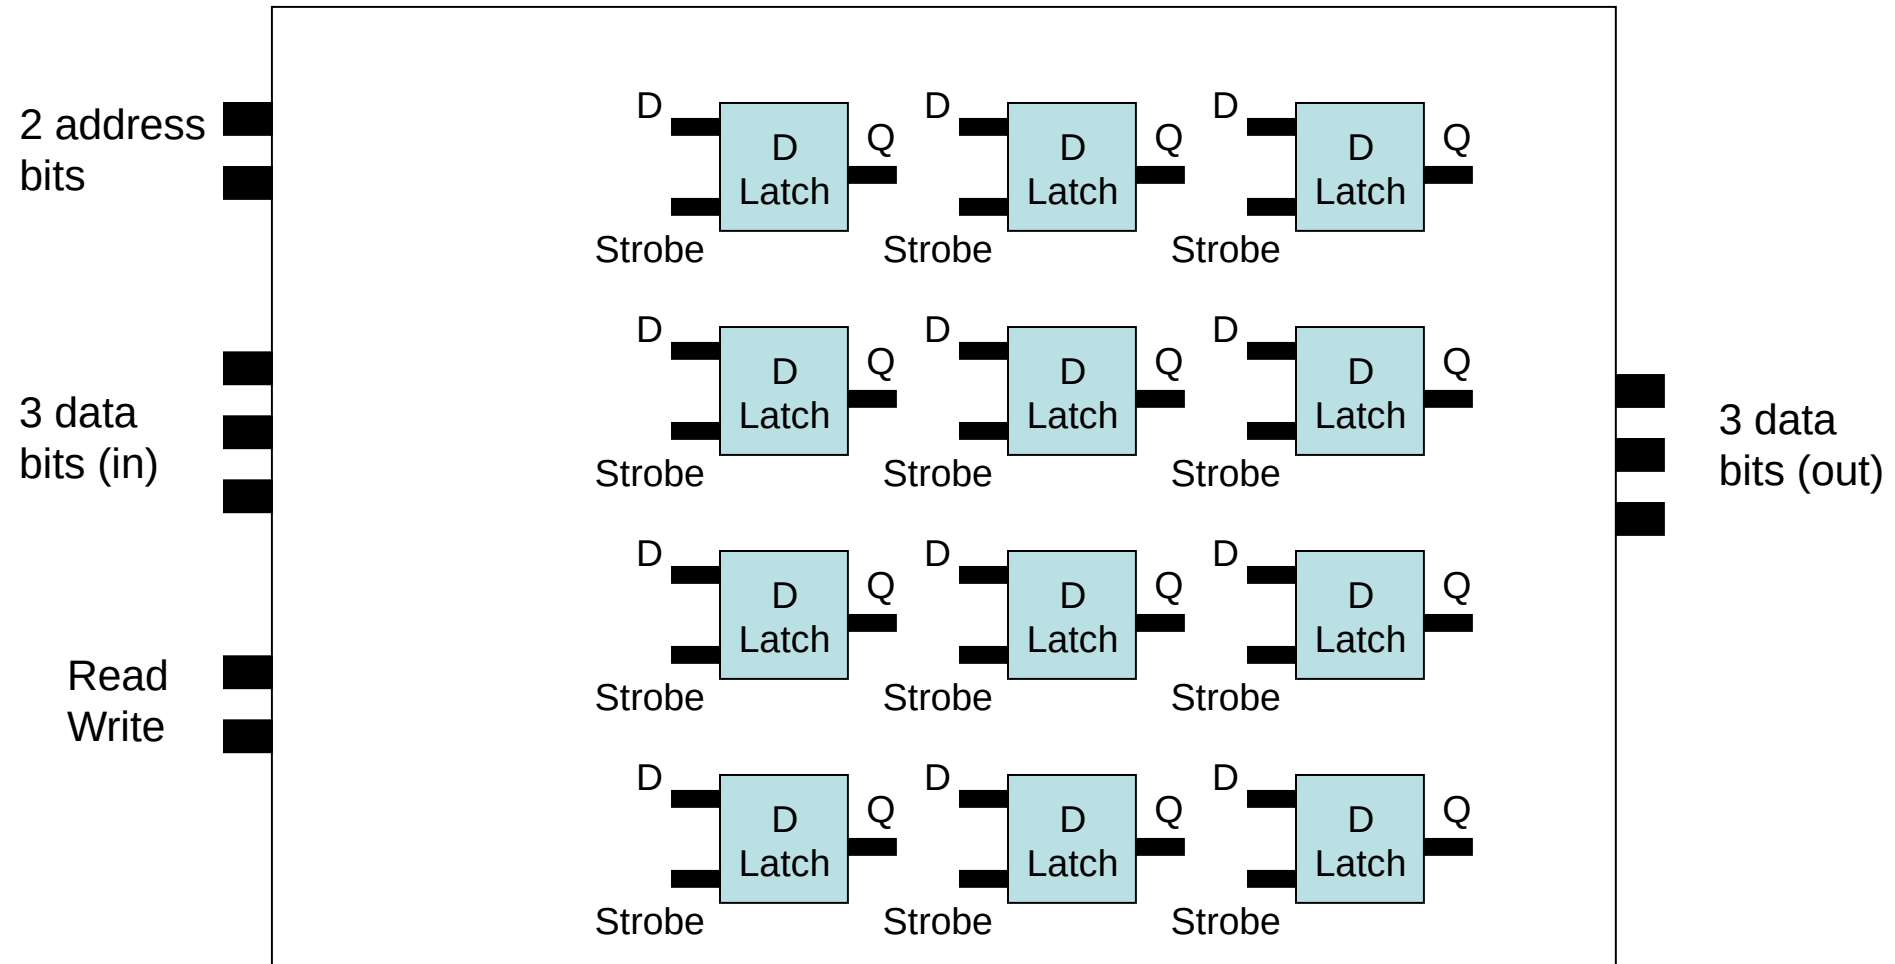 2 address
bits
D D D
Q Q Q
D D D
Latch Latch Latch
Strobe Strobe Strobe
D D D
Q Q Q
D D D
3 data
bits (in)
Latch Latch Latch
3 data
bits (out)
Strobe Strobe Strobe
D D D
Q Q Q
D D D
Latch Latch Latch
Read
Write
Strobe Strobe Strobe
D D D
Q Q Q
D D D
Latch Latch Latch
Strobe Strobe Strobe